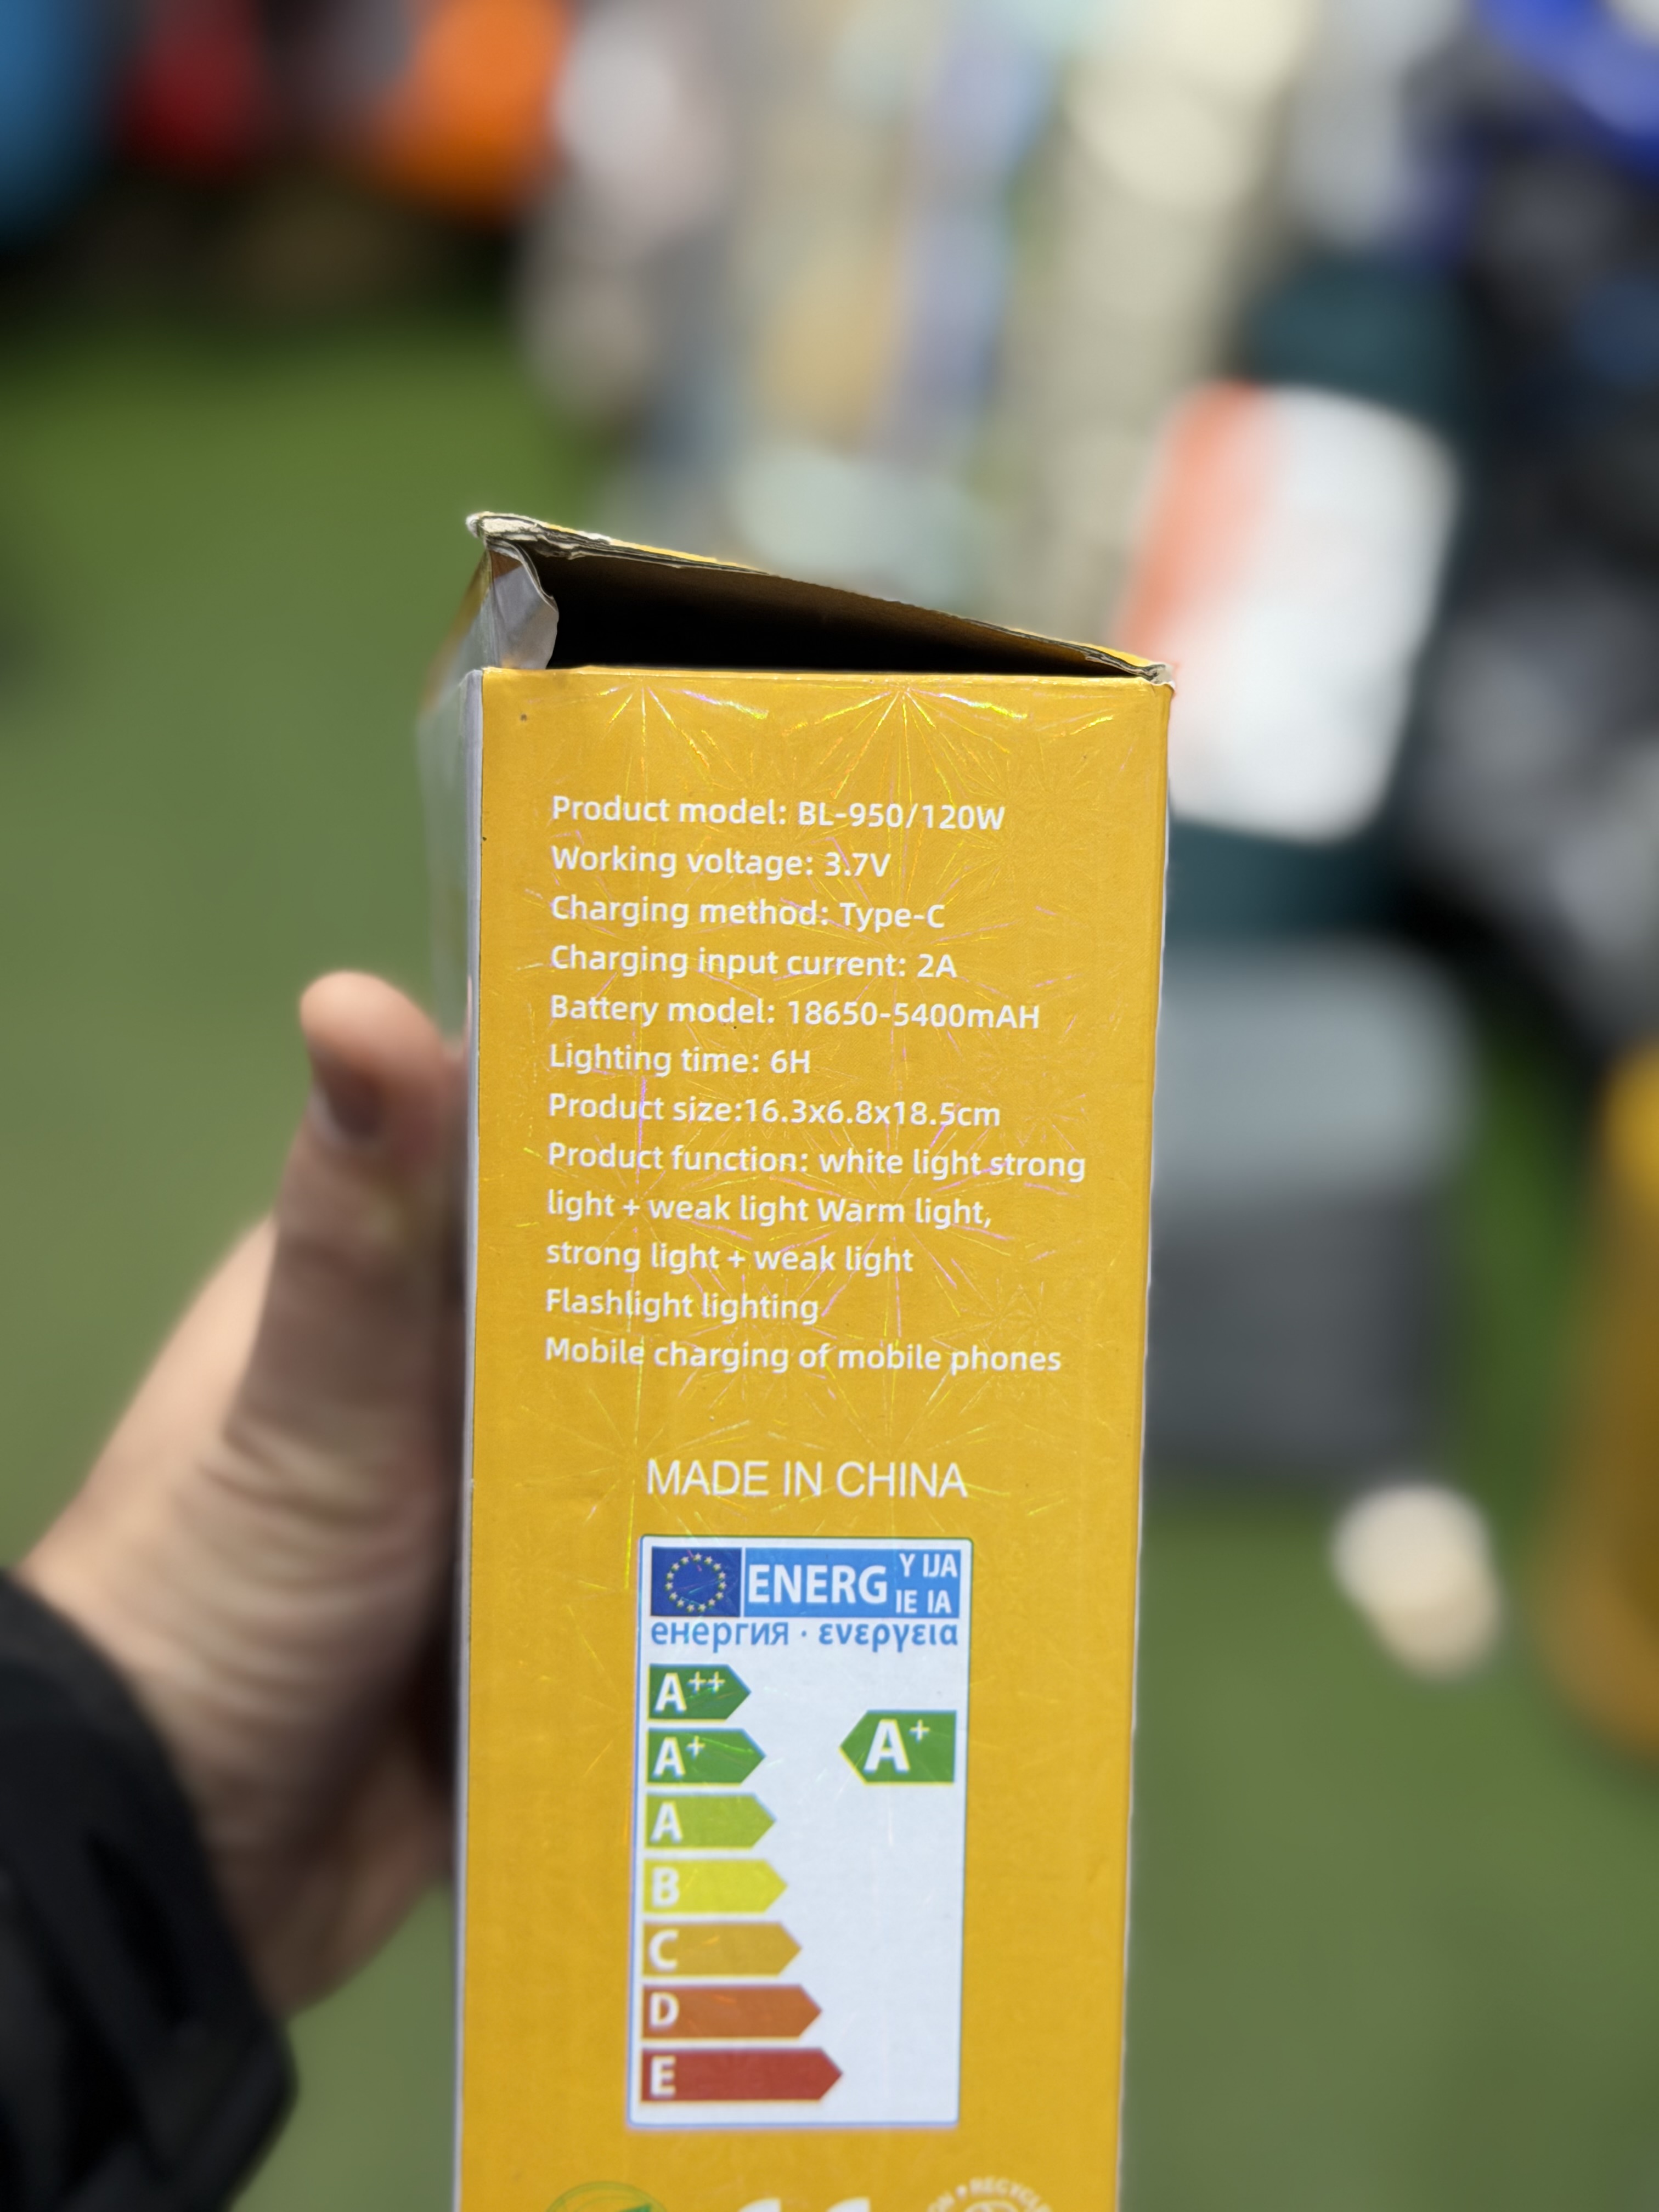 Product model: BL-950/120W
Working voltage: 3.7V
Charging method: Type-C
Charging input current: 2A
Battery model: 18650-5400mAH
Lighting time: 6H
Product size:16.3x6.8x18.5cm
Product function: white light strong
light + weak light Warm light,
strong light + weak light
Flashlight lighting
Mobile charging of mobile phones
MADE IN CHINA
ENERG Y IJA
IE IA
енергия · ενεργεια
A++
A+
A+
A
B
C
D
E